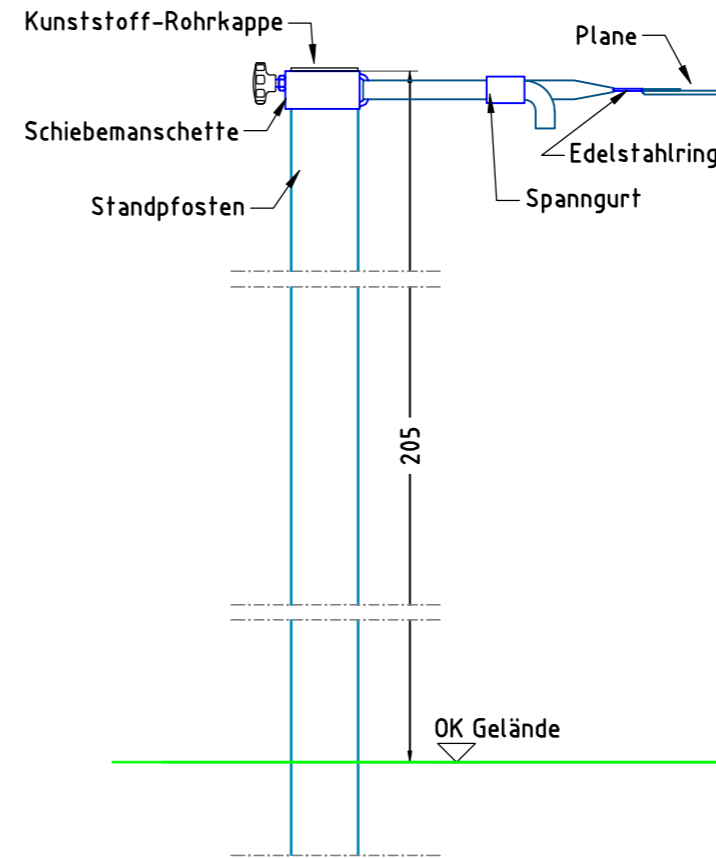 Kunststoff-Rohrkappe
Plane
Schiebemanschette
Edelstahlring
Standpfosten
Spanngurt
205
OK Gelände